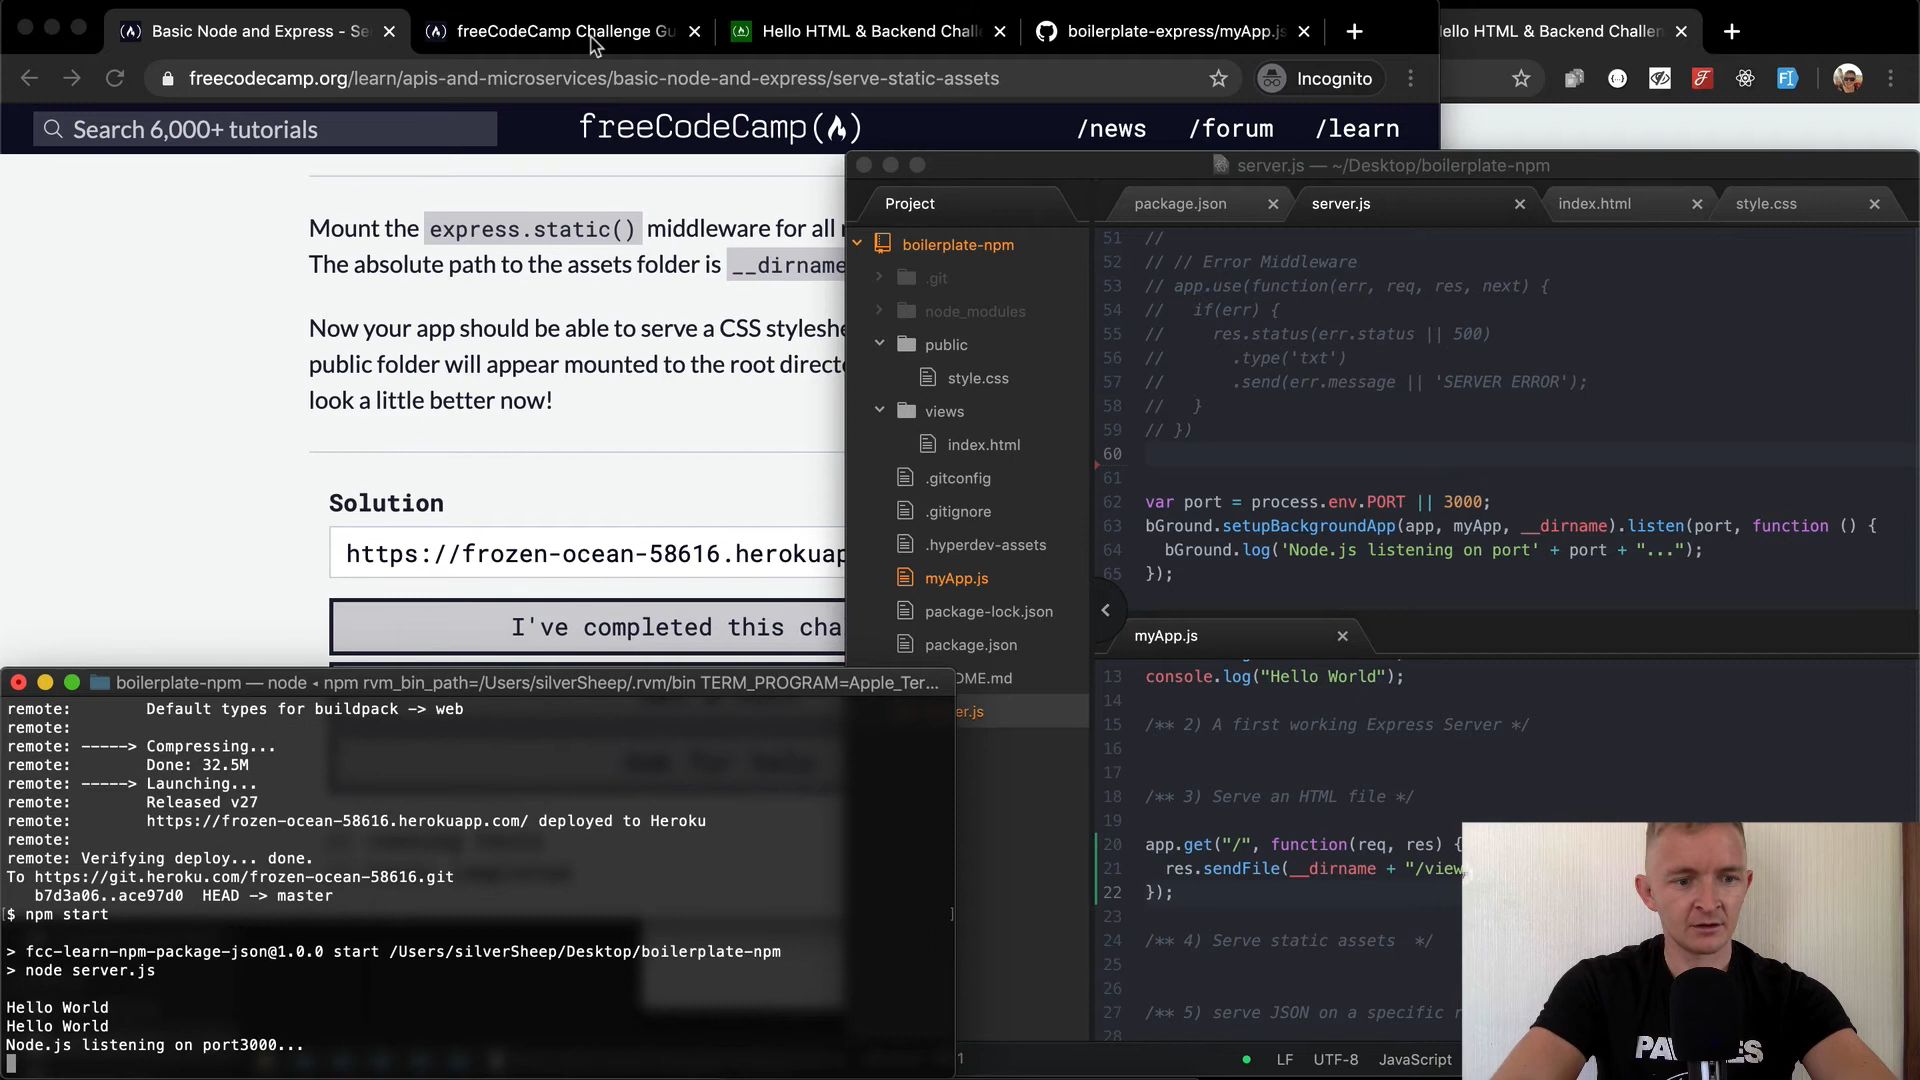 Basic Node and Express - Se
freeCodeCamp Challenge Gu
Hello HTML & Backend Chall
boilerplate-express/myApp.js
Hello HTML & Backend Challen
freecodecamp.org/learn/apis-and-microservices/basic-node-and-express/serve-static-assets
Incognito
Search 6,000+ tutorials
freeCodeCamp
/news
/forum
/learn
Mount the express.static() middleware for all r
The absolute path to the assets folder is __dirname
Now your app should be able to serve a CSS styleshe
public folder will appear mounted to the root directo
look a little better now!
Solution
https://frozen-ocean-58616.herokuap
I've completed this cha
server.js — ~/Desktop/boilerplate-npm
Project
boilerplate-npm
.git
node_modules
public
style.css
views
index.html
.gitconfig
.gitignore
.hyperdev-assets
myApp.js
package-lock.json
package.json
OME.md
er.js
package.json
server.js
index.html
style.css
51 //
52 // // Error Middleware
53 // app.use(function(err, req, res, next) {
54 //   if(err) {
55 //     res.status(err.status || 500)
56 //       .type('txt')
57 //       .send(err.message || 'SERVER ERROR');
58 //   }
59 // })
60
61
62 var port = process.env.PORT || 3000;
63 bGround.setupBackgroundApp(app, myApp, __dirname).listen(port, function () {
64   bGround.log('Node.js listening on port' + port + "...");
65 });
myApp.js
13 console.log("Hello World");
14
15 /** 2) A first working Express Server */
16
17
18 /** 3) Serve an HTML file */
20 app.get("/", function(req, res) {
21   res.sendFile(__dirname + "/view
22 });
23
24 /** 4) Serve static assets  */
25
26
27 /** 5) serve JSON on a specific r
28
LF
UTF-8
JavaScript
boilerplate-npm — node ◂ npm rvm_bin_path=/Users/silverSheep/.rvm/bin TERM_PROGRAM=Apple_Ter...
remote:        Default types for buildpack -> web
remote:
remote: -----> Compressing...
remote:        Done: 32.5M
remote: -----> Launching...
remote:        Released v27
remote:        https://frozen-ocean-58616.herokuapp.com/ deployed to Heroku
remote:
remote: Verifying deploy... done.
To https://git.heroku.com/frozen-ocean-58616.git
   b7d3a06..ace97d0  HEAD -> master
[$ npm start ]
> fcc-learn-npm-package-json@1.0.0 start /Users/silverSheep/Desktop/boilerplate-npm
> node server.js
Hello World
Hello World
Node.js listening on port3000...